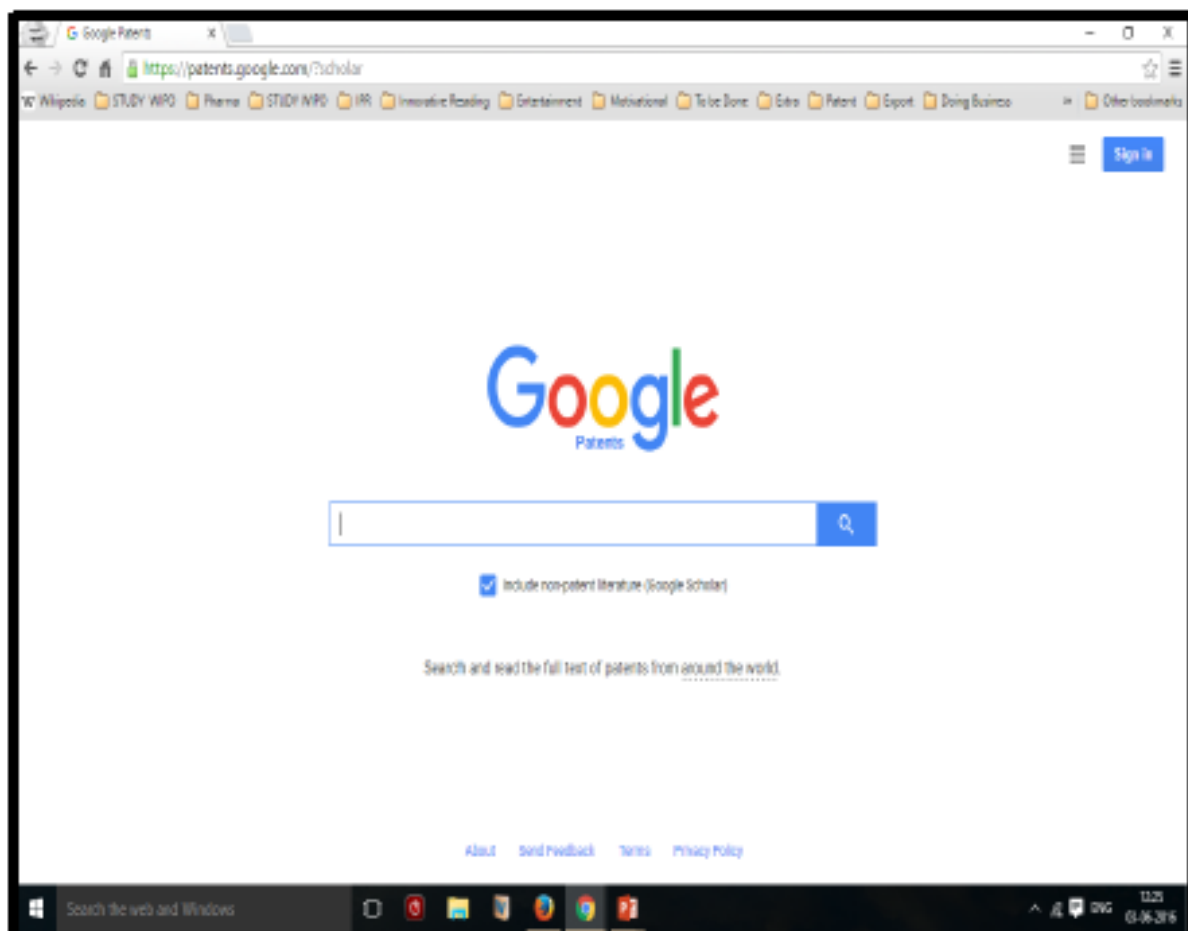 Google Patents
https://patents.google.com/?scholar
Wikipedia STUDY WIPO Pharma STUDY WIPO IPR Innovative Reading Entertainment Motivational To be Done Extra Patent Export Doing Business » Other bookmarks
Sign in
Google
Patents
Include non-patent literature (Google Scholar)
Search and read the full text of patents from around the world.
About Send Feedback Terms Privacy Policy
Search the web and Windows
ENG
03-06-2016